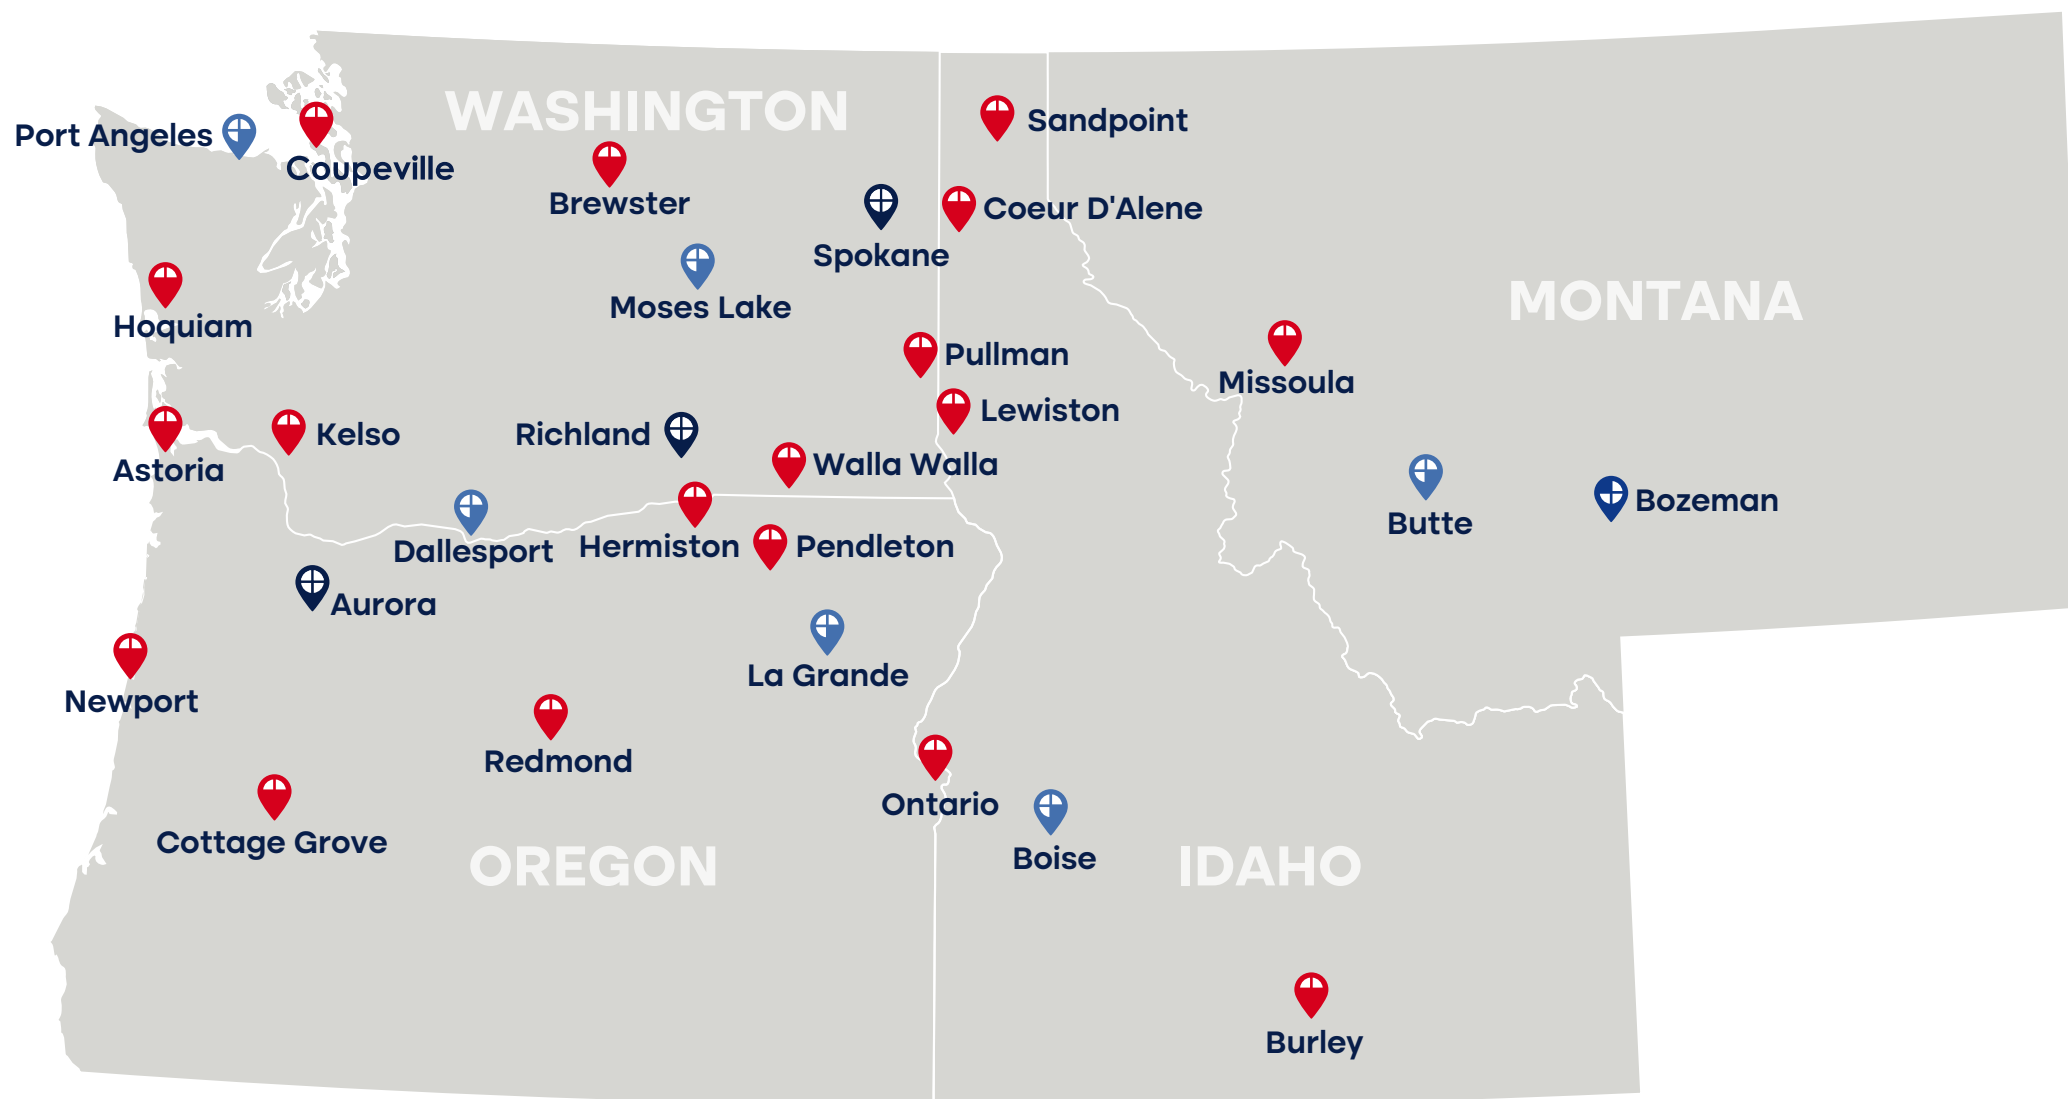 WASHINGTON
Sandpoint
Port Angeles
Coupeville
Brewster
Coeur D'Alene
Spokane
MONTANA
Moses Lake
Hoquiam
Pullman
Missoula
Lewiston
Kelso
Richland
Walla Walla
Astoria
Bozeman
Butte
Dallesport
Hermiston
Pendleton
Aurora
La Grande
Newport
Redmond
Ontario
Cottage Grove
Boise
OREGON
IDAHO
Burley